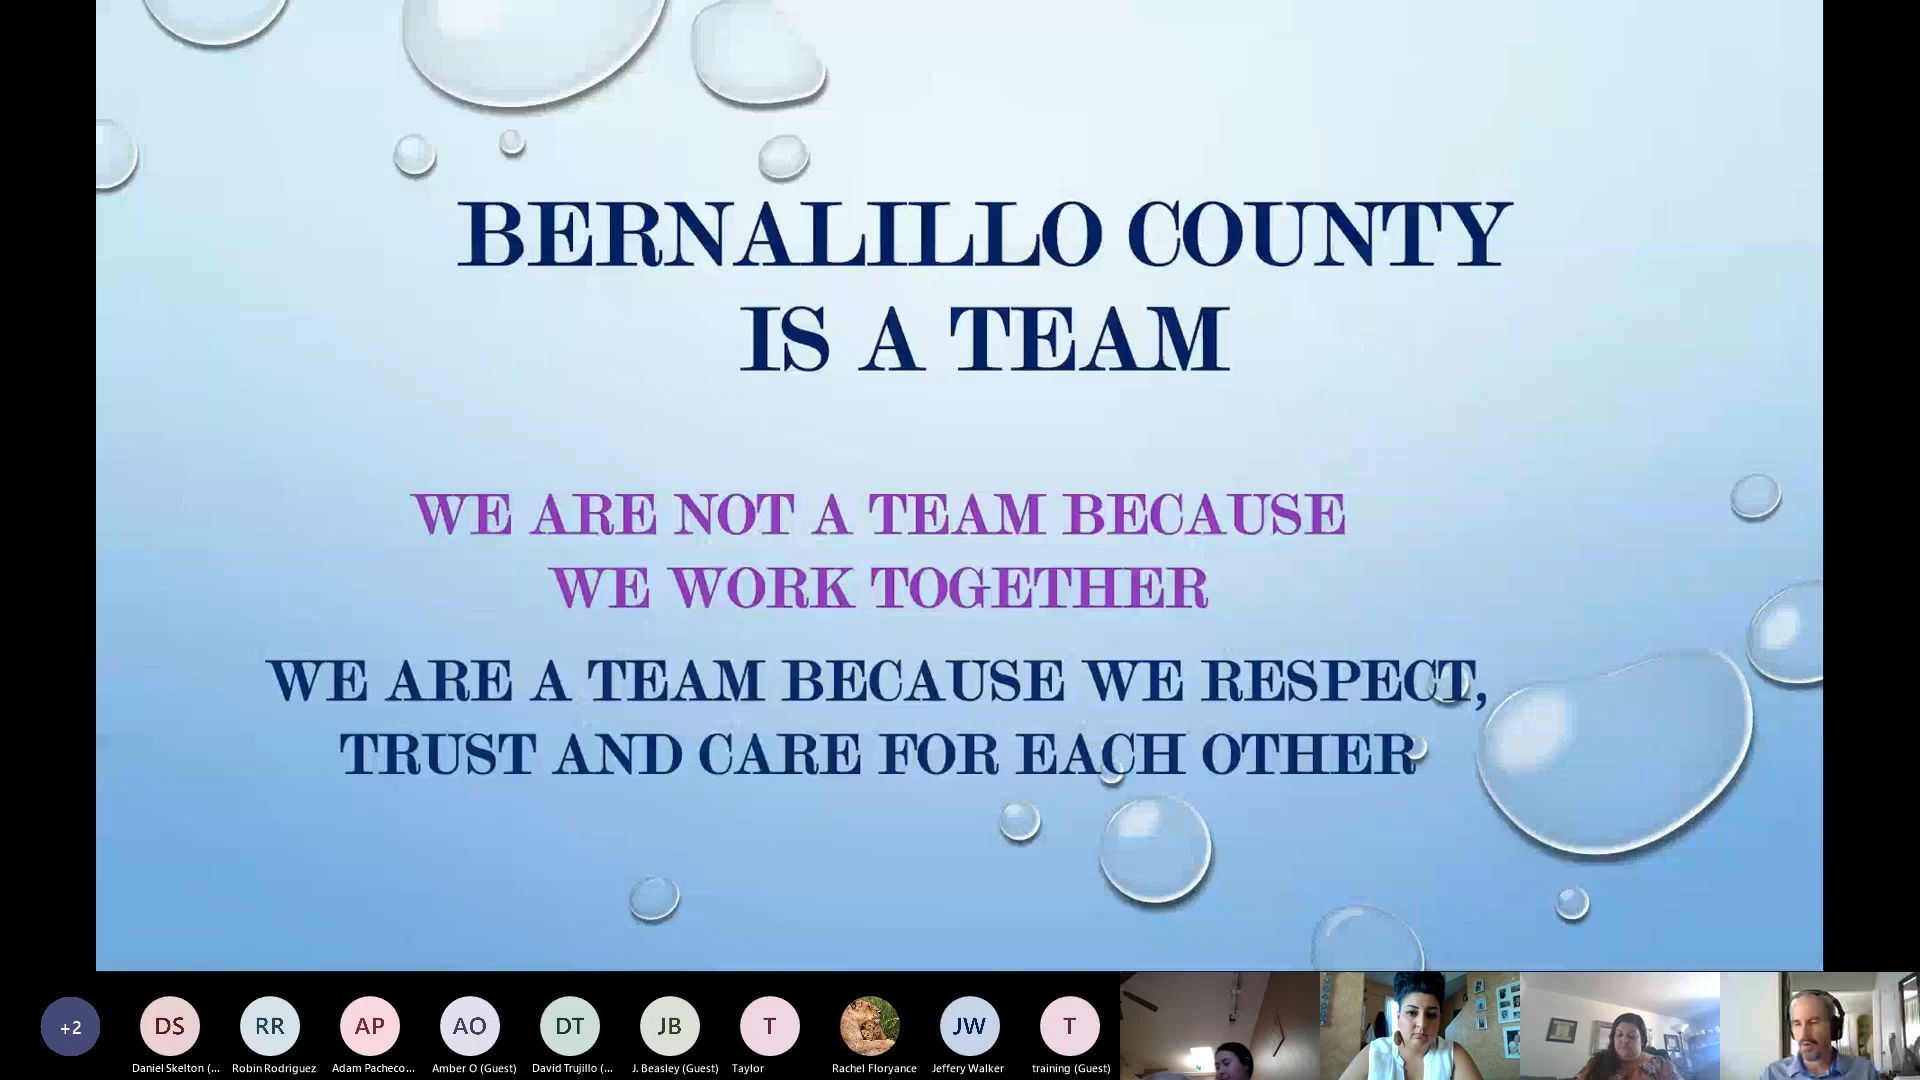 BERNALILLO COUNTY
IS A TEAM
WE ARE NOT A TEAM BECAUSE
WE WORK TOGETHER
WE ARE A TEAM BECAUSE WE RESPECT,
TRUST AND CARE FOR EACH OTHER
+2
DS
RR
AP
AO
DT
JB
T
JW
T
Daniel Skelton (...
Robin Rodriguez
Adam Pacheco...
Amber O (Guest)
David Trujillo (...
J. Beasley (Guest)
Taylor
Rachel Floryance
Jeffery Walker
training (Guest)